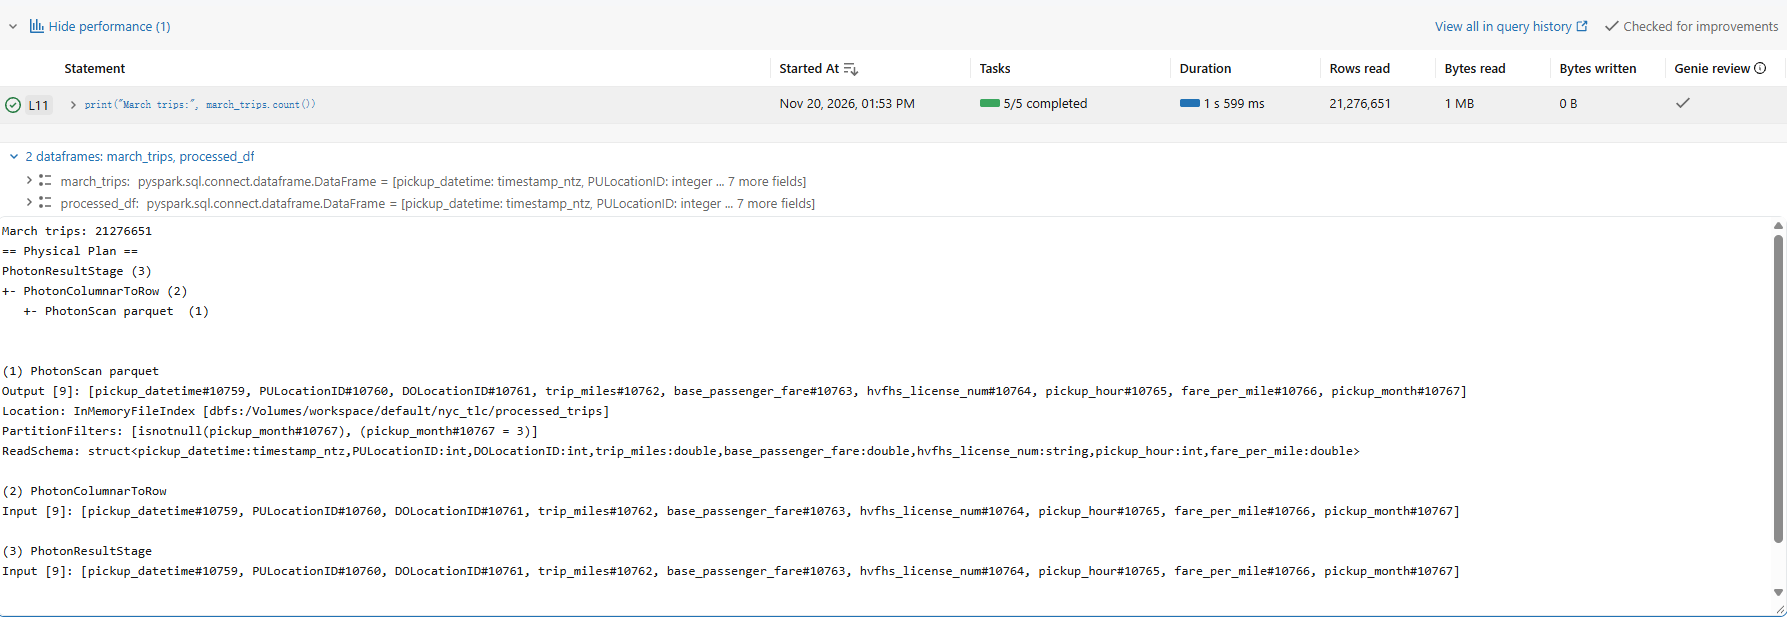 Hide performance (1) View all in query history Checked for improvements
Statement Started At Tasks Duration Rows read Bytes read Bytes written Genie review
L11 print("March trips:", march_trips.count()) Nov 20, 2026, 01:53 PM 5/5 completed 1 s 599 ms 21,276,651 1 MB 0 B
2 dataframes: march_trips, processed_df
march_trips: pyspark.sql.connect.dataframe.DataFrame = [pickup_datetime: timestamp_ntz, PULocationID: integer ... 7 more fields]
processed_df: pyspark.sql.connect.dataframe.DataFrame = [pickup_datetime: timestamp_ntz, PULocationID: integer ... 7 more fields]
March trips: 21276651
== Physical Plan ==
PhotonResultStage (3)
+- PhotonColumnarToRow (2)
   +- PhotonScan parquet  (1)
(1) PhotonScan parquet
Output [9]: [pickup_datetime#10759, PULocationID#10760, DOLocationID#10761, trip_miles#10762, base_passenger_fare#10763, hvfhs_license_num#10764, pickup_hour#10765, fare_per_mile#10766, pickup_month#10767]
Location: InMemoryFileIndex [dbfs:/Volumes/workspace/default/nyc_tlc/processed_trips]
PartitionFilters: [isnotnull(pickup_month#10767), (pickup_month#10767 = 3)]
ReadSchema: struct<pickup_datetime:timestamp_ntz,PULocationID:int,DOLocationID:int,trip_miles:double,base_passenger_fare:double,hvfhs_license_num:string,pickup_hour:int,fare_per_mile:double>
(2) PhotonColumnarToRow
Input [9]: [pickup_datetime#10759, PULocationID#10760, DOLocationID#10761, trip_miles#10762, base_passenger_fare#10763, hvfhs_license_num#10764, pickup_hour#10765, fare_per_mile#10766, pickup_month#10767]
(3) PhotonResultStage
Input [9]: [pickup_datetime#10759, PULocationID#10760, DOLocationID#10761, trip_miles#10762, base_passenger_fare#10763, hvfhs_license_num#10764, pickup_hour#10765, fare_per_mile#10766, pickup_month#10767]